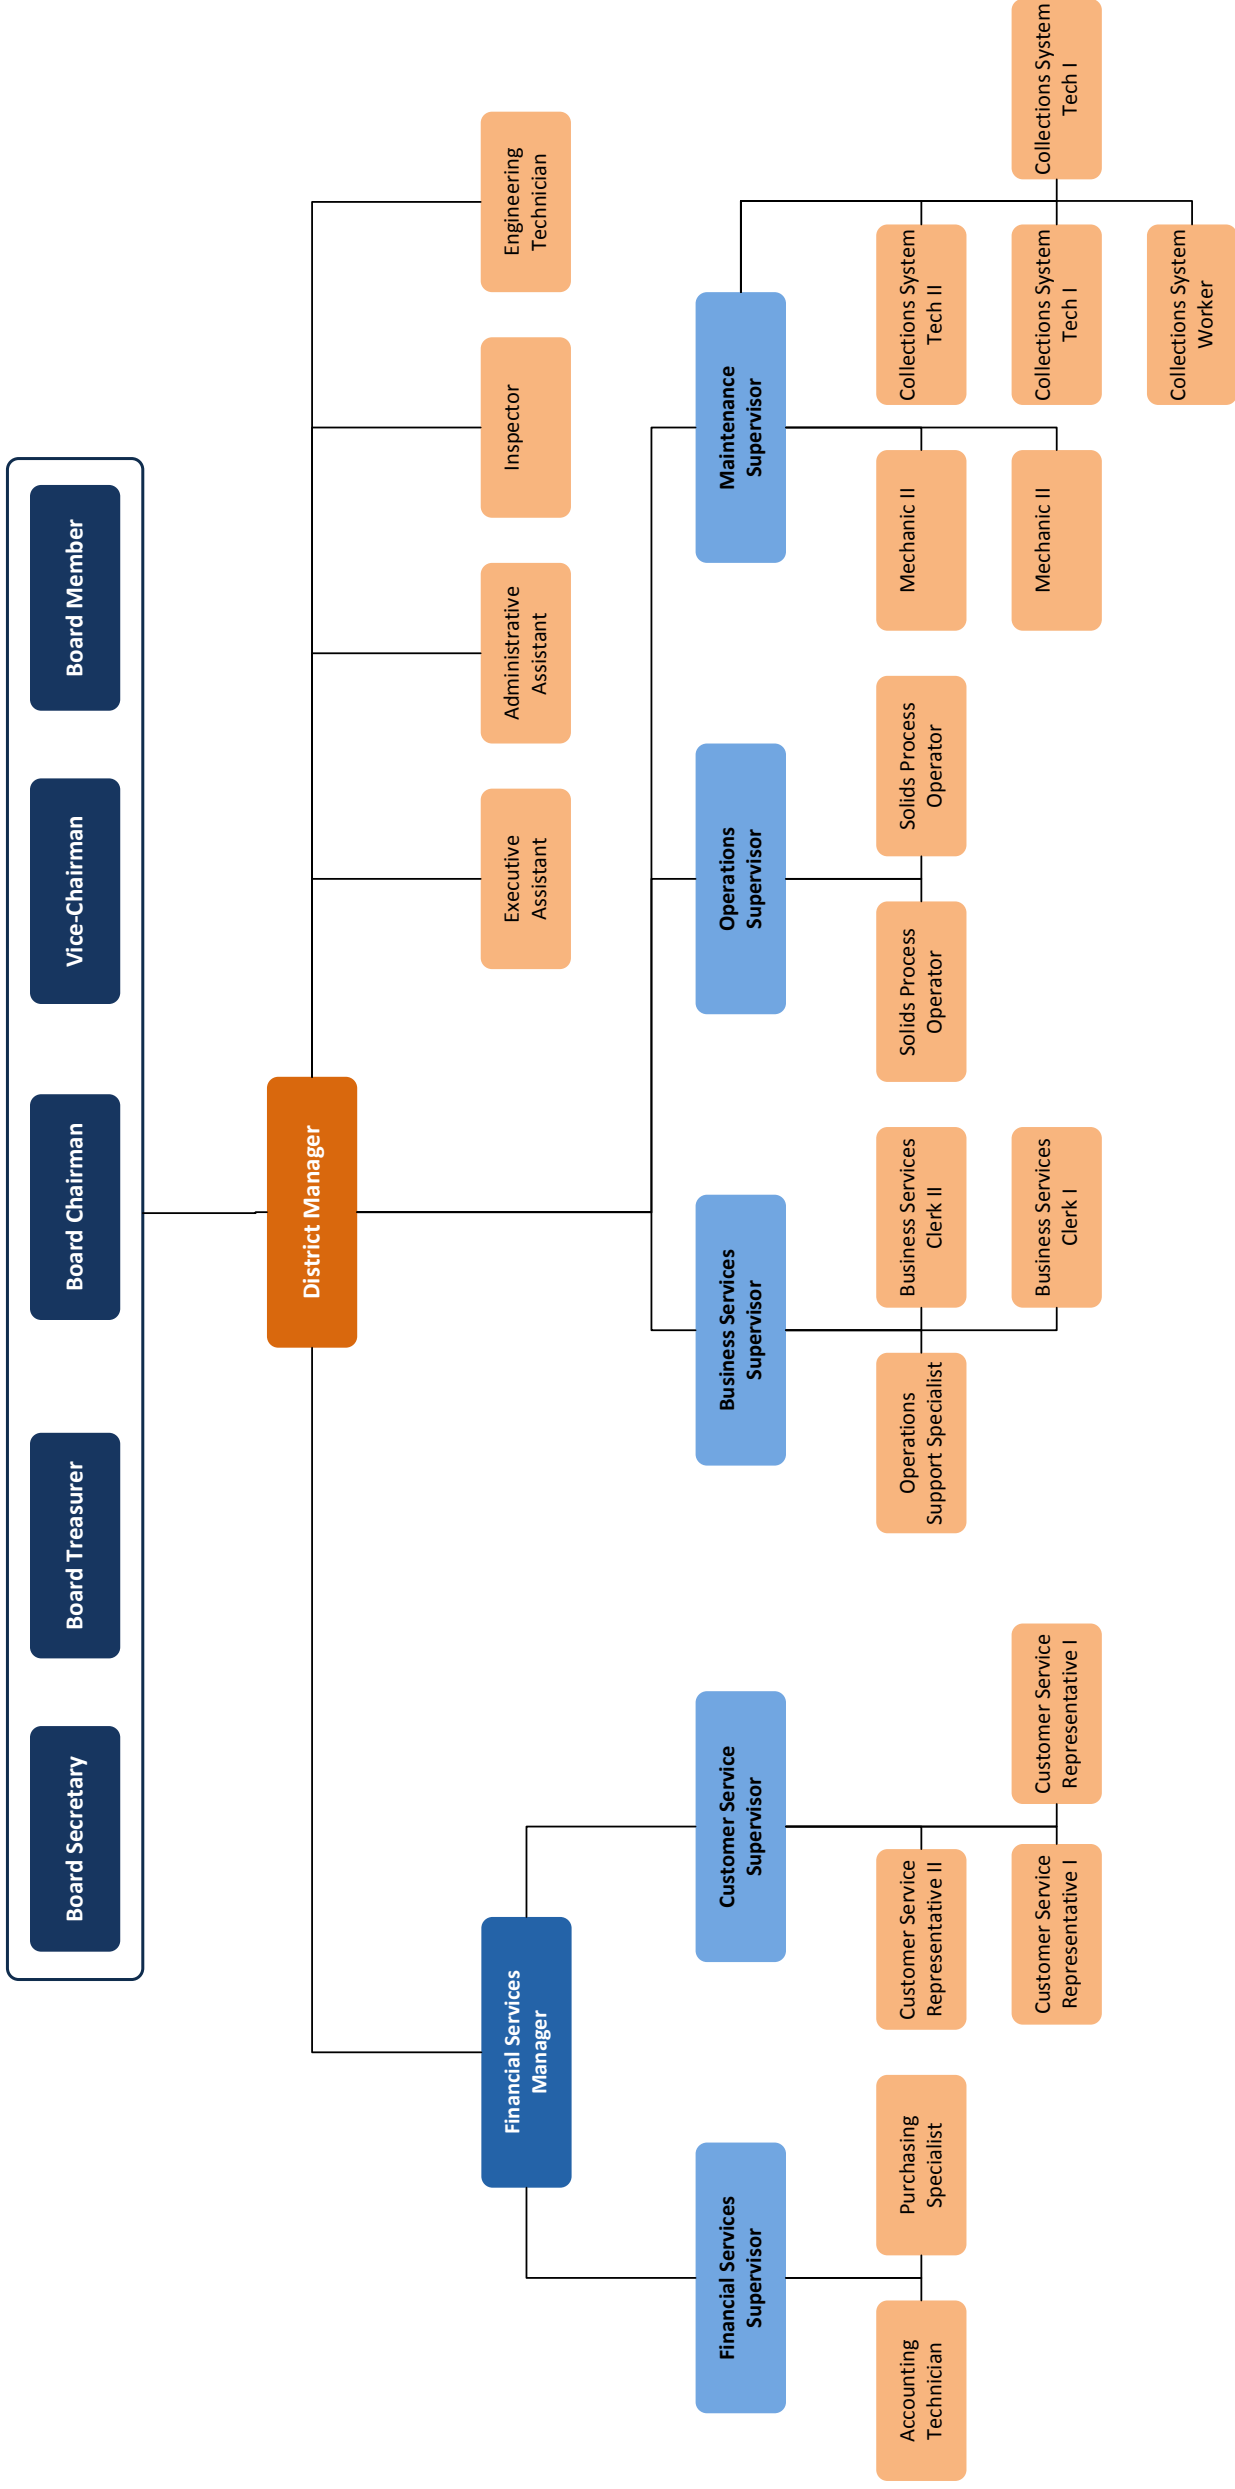 Board Secretary
Board Treasurer
Board Chairman
Vice-Chairman
Board Member
District Manager
Financial Services
Manager
Executive
Assistant
Administrative
Assistant
Inspector
Engineering
Technician
Financial Services
Supervisor
Customer Service
Supervisor
Business Services
Supervisor
Operations
Supervisor
Maintenance
Supervisor
Accounting
Technician
Purchasing
Specialist
Customer Service
Representative II
Operations
Support Specialist
Business Services
Clerk II
Solids Process
Operator
Solids Process
Operator
Mechanic II
Collections System
Tech II
Customer Service
Representative I
Customer Service
Representative I
Business Services
Clerk I
Mechanic II
Collections System
Tech I
Collections System
Tech I
Collections System
Worker